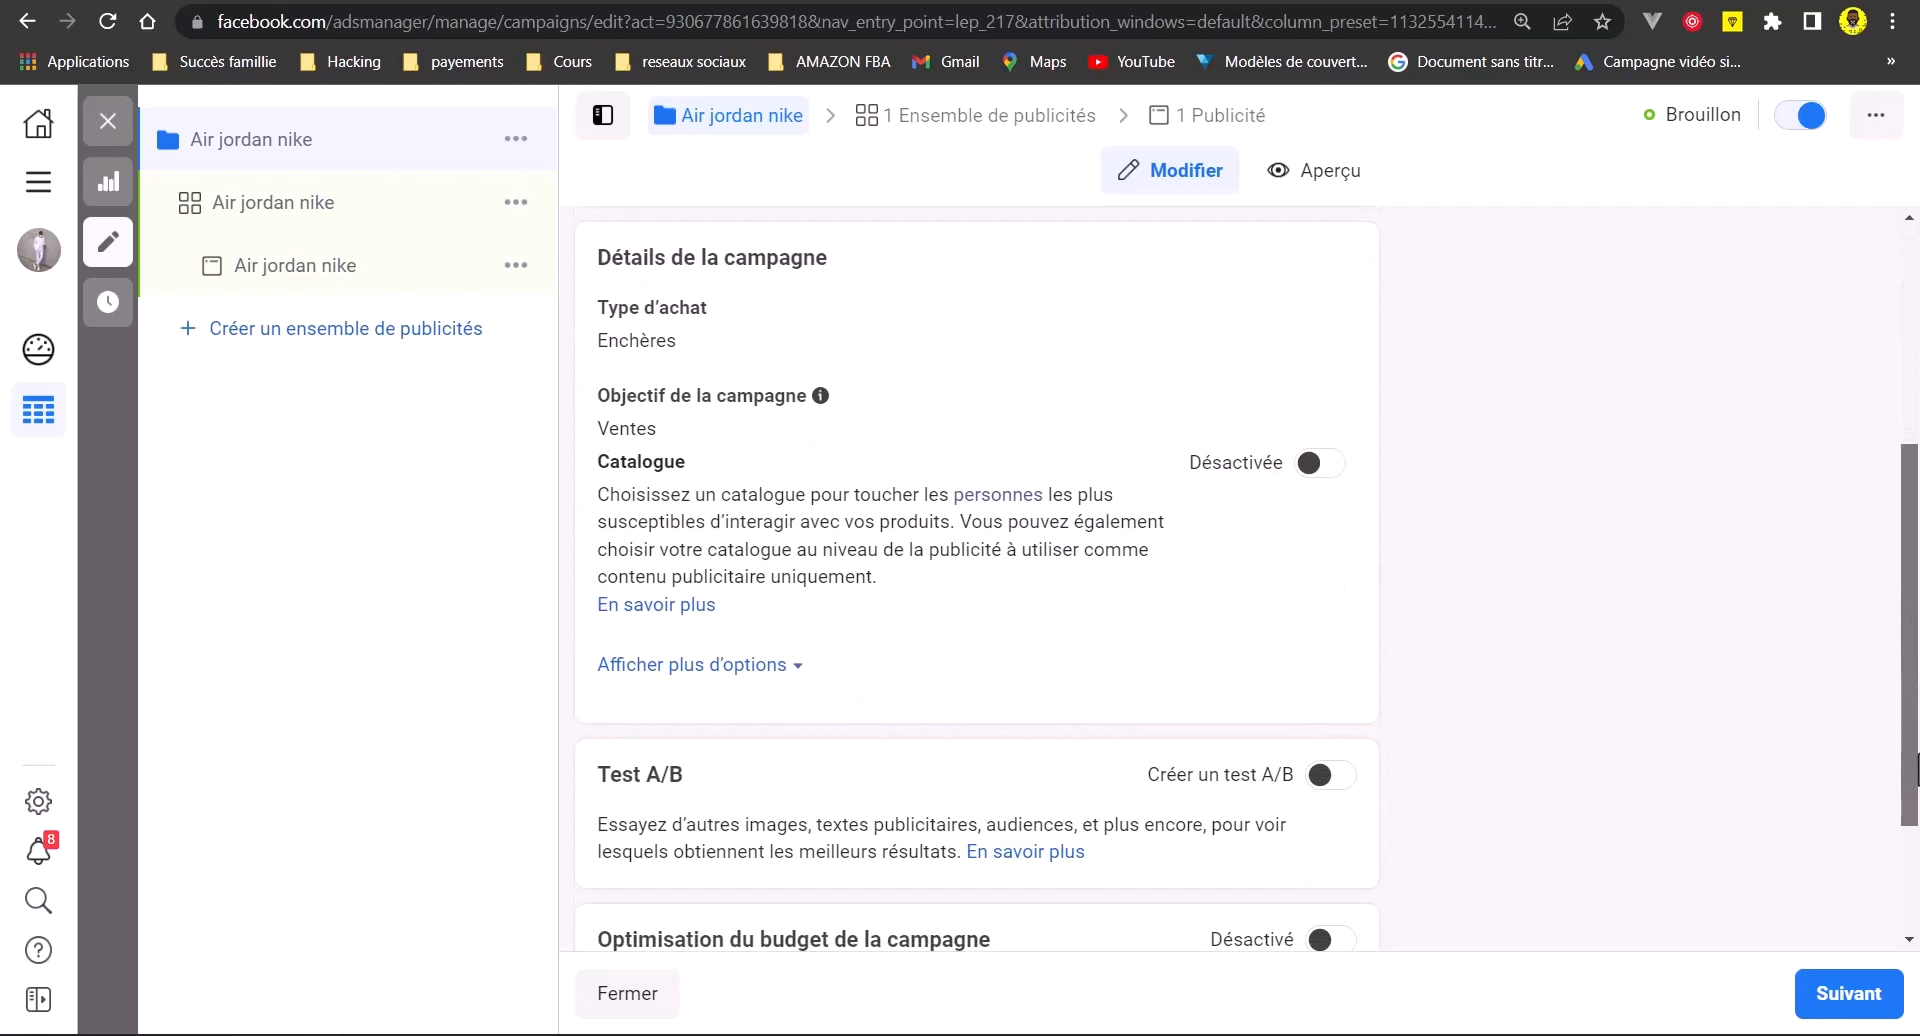 facebook.com/adsmanager/manage/campaigns/edit?act=930677861639818&nav_entry_point=lep_217&attribution_windows=default&column_preset=1132554114...
Applications
Succès famillie
Hacking
payements
Cours
reseaux sociaux
AMAZON FBA
Gmail
Maps
YouTube
Modèles de couvert...
Document sans titr...
Campagne vidéo si...
»
Air jordan nike
Air jordan nike
Air jordan nike
+ Créer un ensemble de publicités
8
Air jordan nike > 1 Ensemble de publicités > 1 Publicité
Brouillon
Modifier
Aperçu
Détails de la campagne
Type d’achat
Enchères
Objectif de la campagne
Ventes
Catalogue
Désactivée
Choisissez un catalogue pour toucher les personnes les plus
susceptibles d’interagir avec vos produits. Vous pouvez également
choisir votre catalogue au niveau de la publicité à utiliser comme
contenu publicitaire uniquement.
En savoir plus
Afficher plus d’options
Test A/B
Créer un test A/B
Essayez d’autres images, textes publicitaires, audiences, et plus encore, pour voir
lesquels obtiennent les meilleurs résultats. En savoir plus
Optimisation du budget de la campagne
Désactivé
Fermer
Suivant